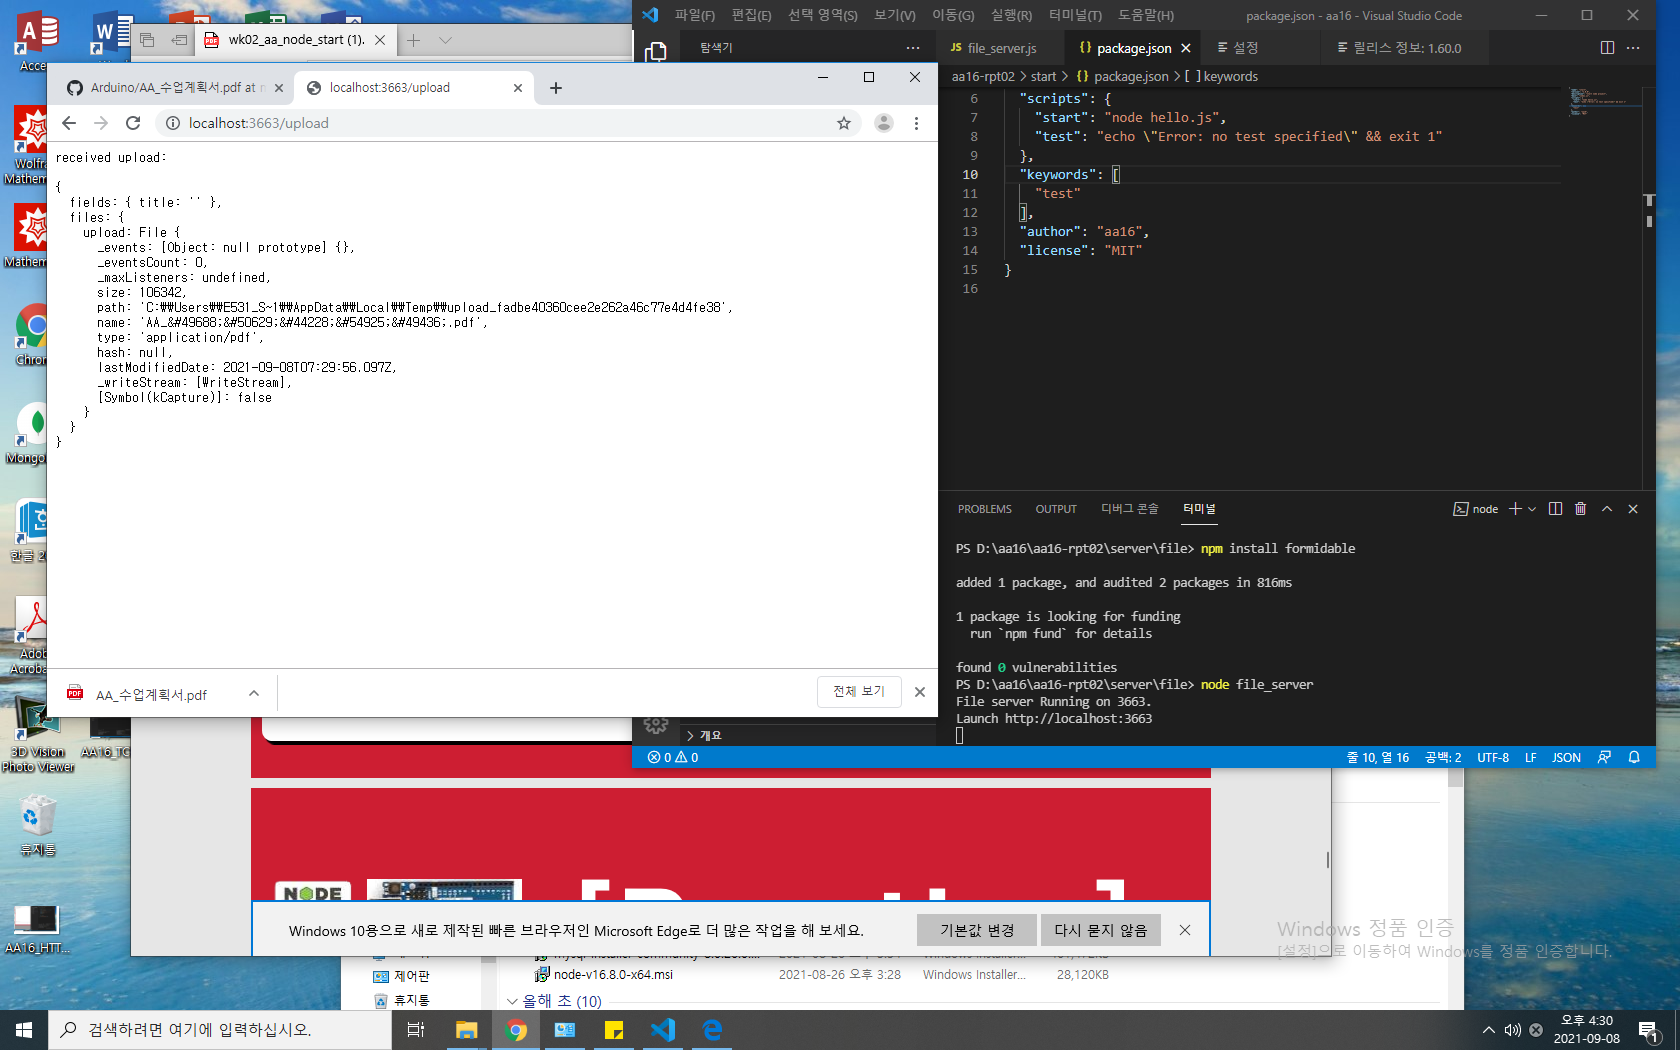 Acce
Wolfra
Mathem
Mathem
Chrom
Mongo
한글 2
Adob
Acroba
3D Vision
Photo Viewer
AA16_TC
휴지통
AA16_HTT...
wk02_aa_node_start (1).
Arduino/AA_수업계획서.pdf at m
localhost:3663/upload
localhost:3663/upload
received upload:
{
fields: { title: '' },
files: {
upload: File {
_events: [Object: null prototype] {},
_eventsCount: 0,
_maxListeners: undefined,
size: 106342,
path: 'C:₩₩Users₩₩E531_S~1₩₩AppData₩₩Local₩₩Temp₩₩upload_fadbe40360cee2e262a46c77e4d4fe38',
name: 'AA_&#49688;&#50629;&#44228;&#54925;&#49436;.pdf',
type: 'application/pdf',
hash: null,
lastModifiedDate: 2021-09-08T07:29:56.097Z,
_writeStream: [WriteStream],
[Symbol(kCapture)]: false
}
}
}
AA_수업계획서.pdf
전체 보기
파일(F) 편집(E) 선택 영역(S) 보기(V) 이동(G) 실행(R) 터미널(T) 도움말(H)
package.json - aa16 - Visual Studio Code
탐색기
JS file_server.js
{} package.json
설정
릴리스 정보: 1.60.0
aa16-rpt02 > start > {} package.json > [ ] keywords
6 "scripts": {
7 "start": "node hello.js",
8 "test": "echo \"Error: no test specified\" && exit 1"
9 },
10 "keywords": [
11 "test"
12 ],
13 "author": "aa16",
14 "license": "MIT"
15 }
16
PROBLEMS OUTPUT 디버그 콘솔 터미널
node
PS D:\aa16\aa16-rpt02\server\file> npm install formidable
added 1 package, and audited 2 packages in 816ms
1 package is looking for funding
run `npm fund` for details
found 0 vulnerabilities
PS D:\aa16\aa16-rpt02\server\file> node file_server
File server Running on 3663.
Launch http://localhost:3663
> 개요
0 0
줄 10, 열 16 공백: 2 UTF-8 LF JSON
NODE
Windows 10용으로 새로 제작된 빠른 브라우저인 Microsoft Edge로 더 많은 작업을 해 보세요.
기본값 변경
다시 묻지 않음
Windows 정품 인증
[설정]으로 이동하여 Windows를 정품 인증합니다.
제어판
휴지통
node-v16.8.0-x64.msi 2021-08-26 오후 3:28 Windows Installer... 28,120KB
올해 초 (10)
검색하려면 여기에 입력하십시오.
오후 4:30
2021-09-08
1